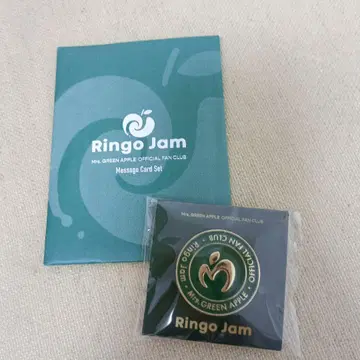 Ringo Jam
Mrs. GREEN APPLE OFFICIAL FAN CLUB
Message Card Set
Mrs. GREEN APPLE OFFICIAL FAN CLUB
Ringo Jam • Mrs. GREEN APPLE • OFFICIAL FAN CLUB •
Ringo Jam